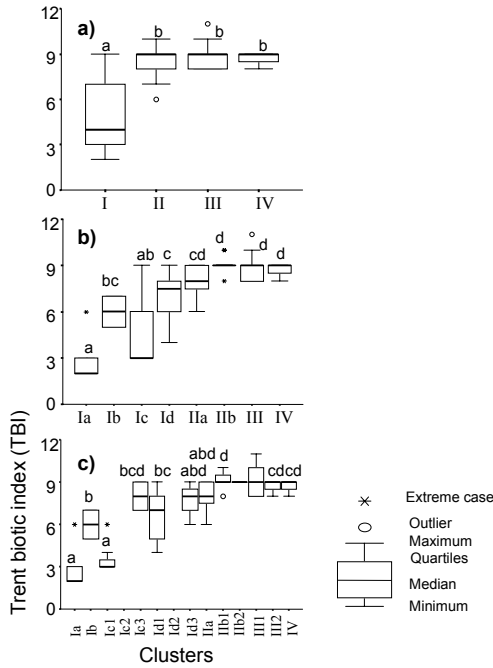 a)
12
9
6
3
0
a
b
b
b
I
II
III
IV
b)
12
9
6
3
0
a
bc
ab
c
cd
d
d
d
Ia
Ib
Ic
Id
IIa
IIb
III
IV
c)
12
9
6
3
0
a
b
a
bcd
bc
abd
abd
d
cd
cd
Ia
Ib
Ic1
Ic2
Ic3
Id1
Id2
Id3
IIa
IIb1
IIb2
III1
III2
IV
Trent biotic index (TBI)
Clusters
Extreme case
Outlier
Maximum
Quartiles
Median
Minimum